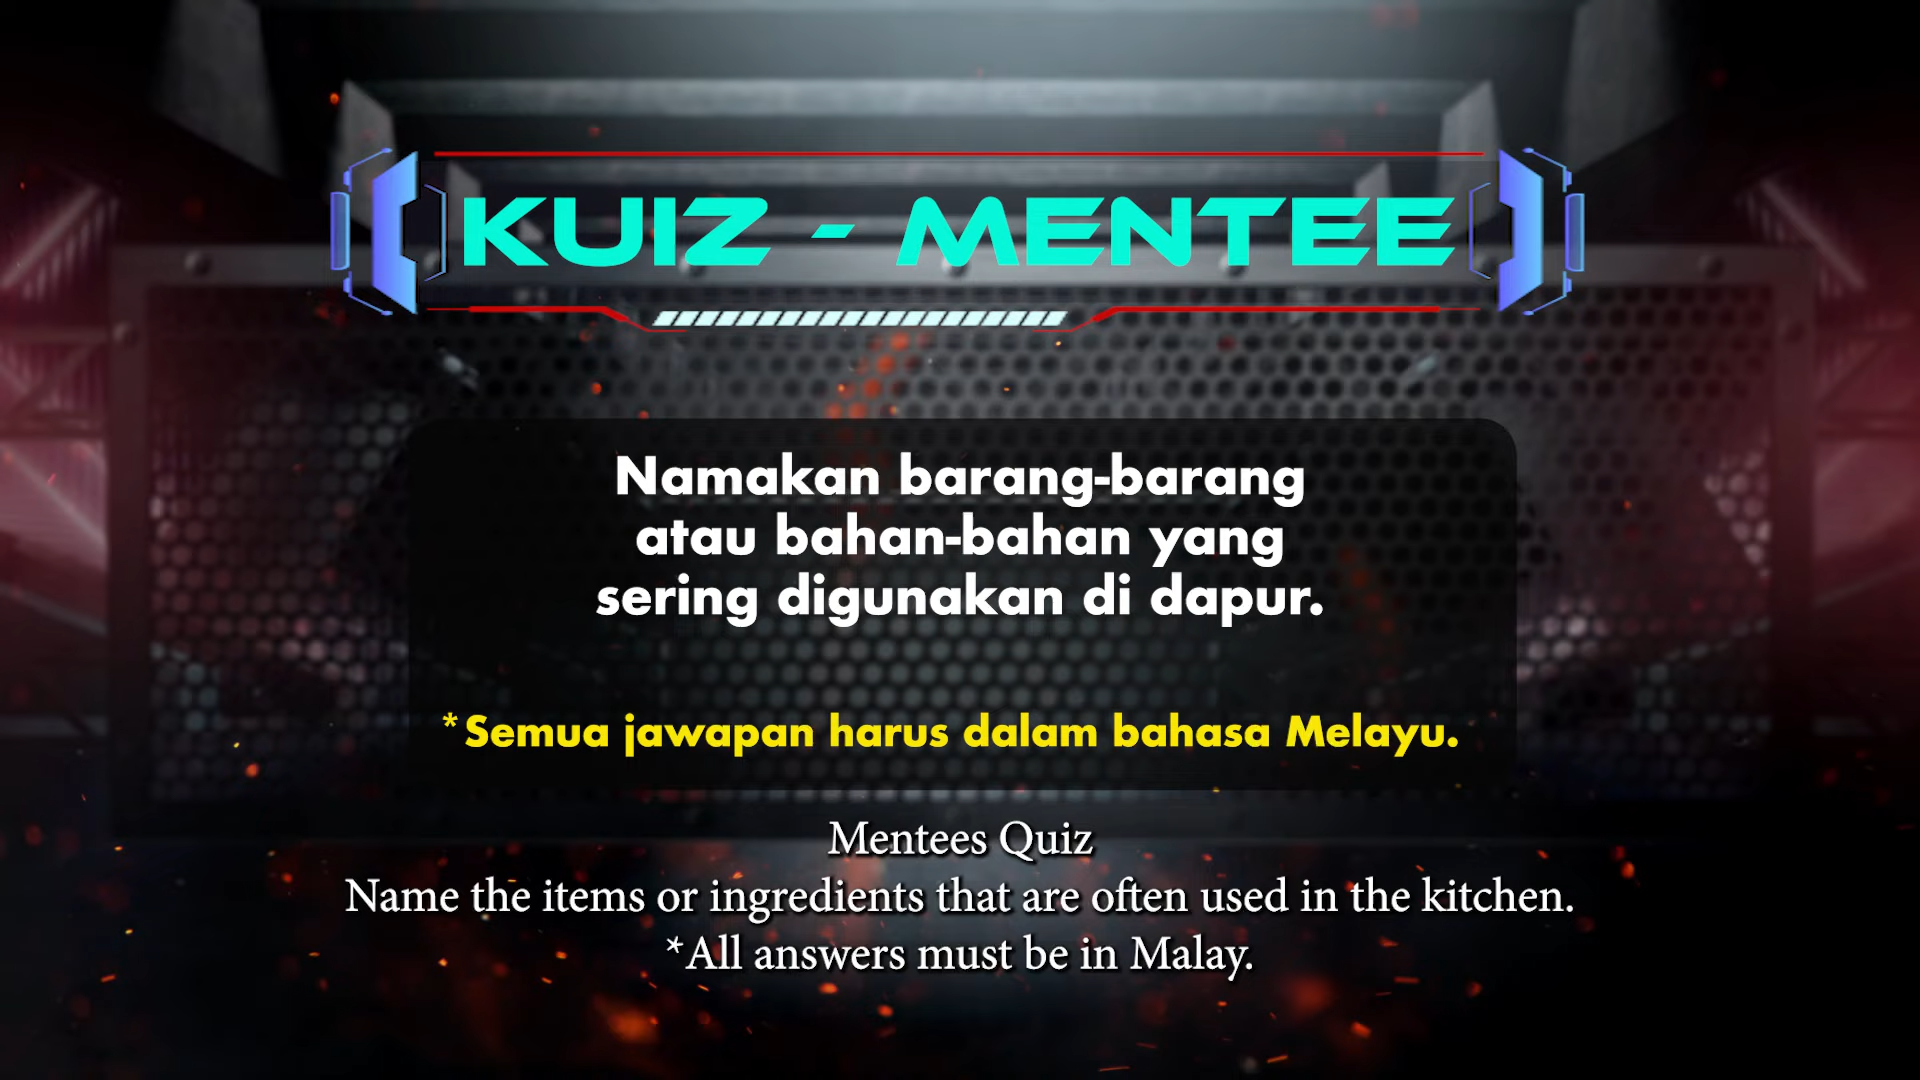 KUIZ - MENTEE
Namakan barang-barang
atau bahan-bahan yang
sering digunakan di dapur.
*Semua jawapan harus dalam bahasa Melayu.
Mentees Quiz
Name the items or ingredients that are often used in the kitchen.
*All answers must be in Malay.